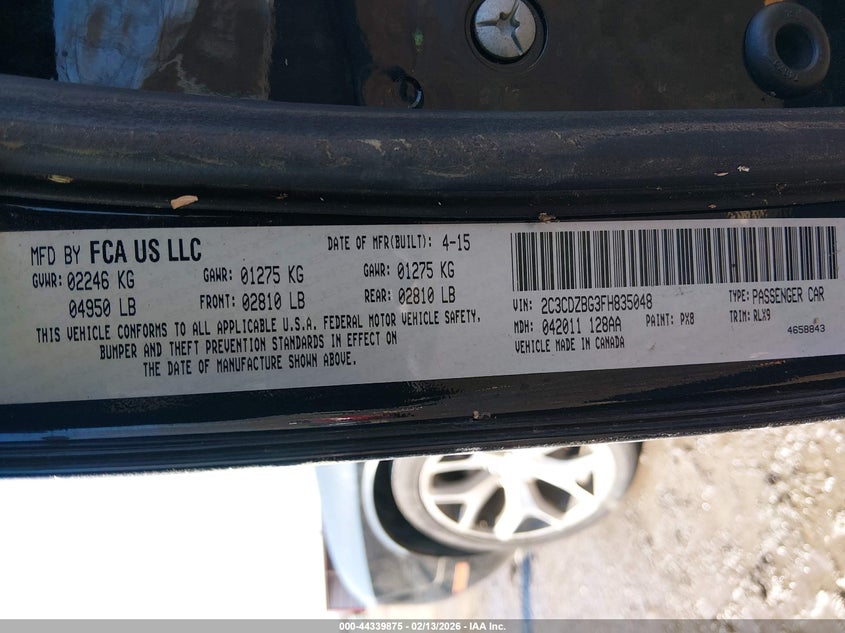 MFD BY FCA US LLC DATE OF MFR(BUILT): 4-15
GVWR: 02246 KG GAWR: 01275 KG GAWR: 01275 KG
04950 LB FRONT: 02810 LB REAR: 02810 LB
THIS VEHICLE CONFORMS TO ALL APPLICABLE U.S.A. FEDERAL MOTOR VEHICLE SAFETY,
BUMPER AND THEFT PREVENTION STANDARDS IN EFFECT ON
THE DATE OF MANUFACTURE SHOWN ABOVE.
VIN: 2C3CDZBG3FH835048 TYPE: PASSENGER CAR
MDH: 042011 128AA PAINT: PX8 TRIM: RLX9
VEHICLE MADE IN CANADA 4658843
000-44339875 - 02/13/2026 - IAA Inc.